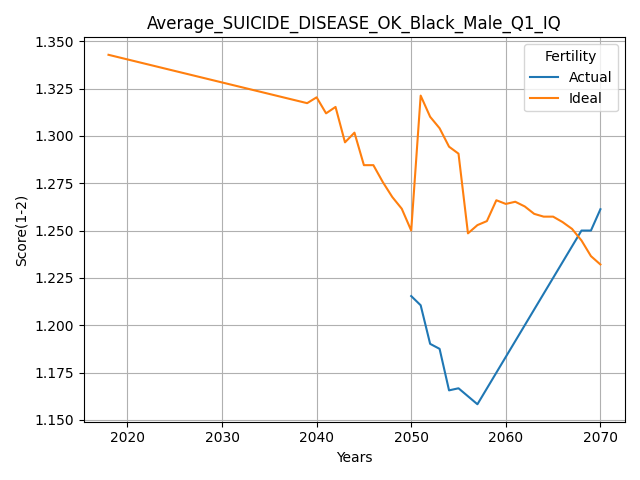 Average_SUICIDE_DISEASE_OK_Black_Male_Q1_IQ
Fertility
Actual
Ideal
Score(1-2)
1.350
1.325
1.300
1.275
1.250
1.225
1.200
1.175
1.150
2020 2030 2040 2050 2060 2070
Years